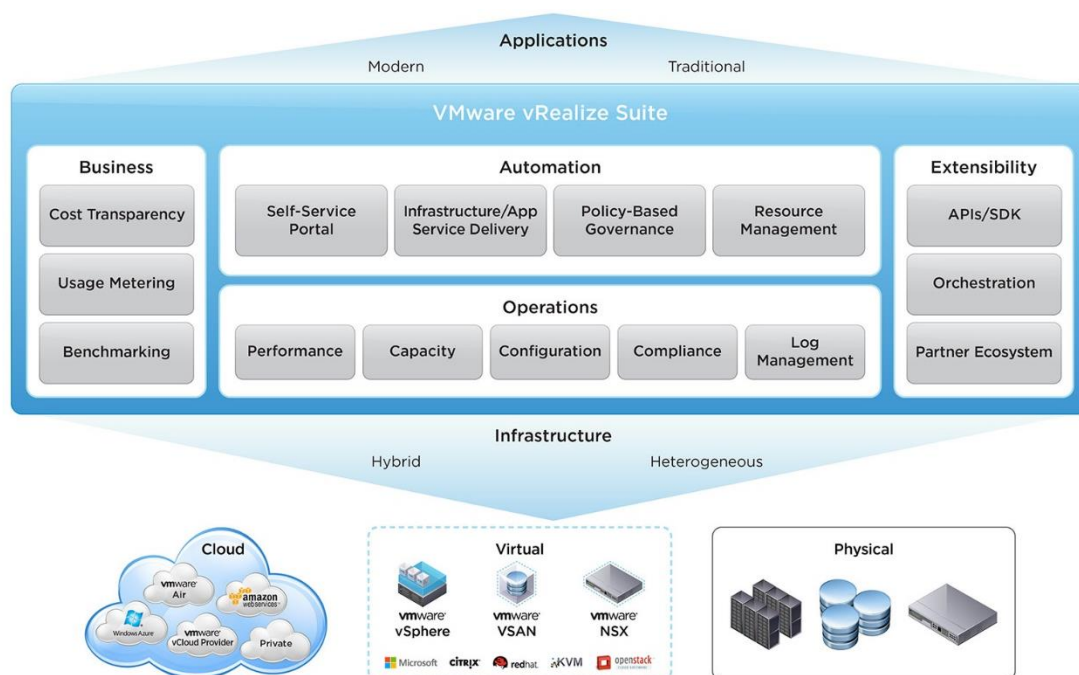 Applications
Modern
Traditional
VMware vRealize Suite
Business
Cost Transparency
Usage Metering
Benchmarking
Automation
Self-Service
Portal
Infrastructure/App
Service Delivery
Policy-Based
Governance
Resource
Management
Operations
Performance
Capacity
Configuration
Compliance
Log
Management
Extensibility
APIs/SDK
Orchestration
Partner Ecosystem
Infrastructure
Hybrid
Heterogeneous
Cloud
vmware®
Air
amazon
web services™
Windows Azure
vmware®
vCloud Provider
Private
Virtual
vmware®
vSphere
vmware®
VSAN
vmware®
NSX
Microsoft
CITRIX®
redhat.
KVM
openstack
CLOUD SOFTWARE
Physical